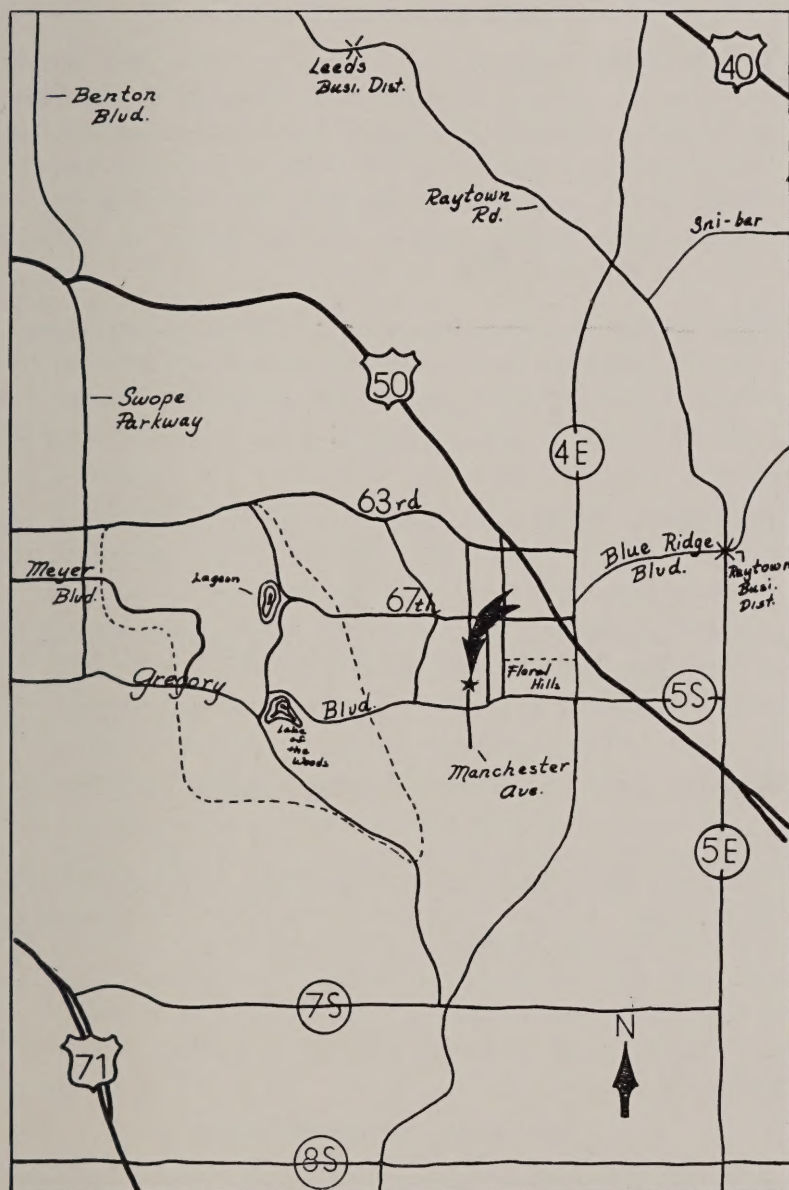 40
Leeds
Busi. Dist.
Benton
Blvd.
Raytown
Rd.
Sni-bar
50
Swope
Parkway
4E
63rd
Blue Ridge
Blvd.
Raytown
Busi.
Dist.
Meyer
Blvd.
Lagoon
67th
Floral
Hills
Gregory
Blvd.
5S
Lake
of
the
Woods
Manchester
Ave.
5E
7S
N
71
8S